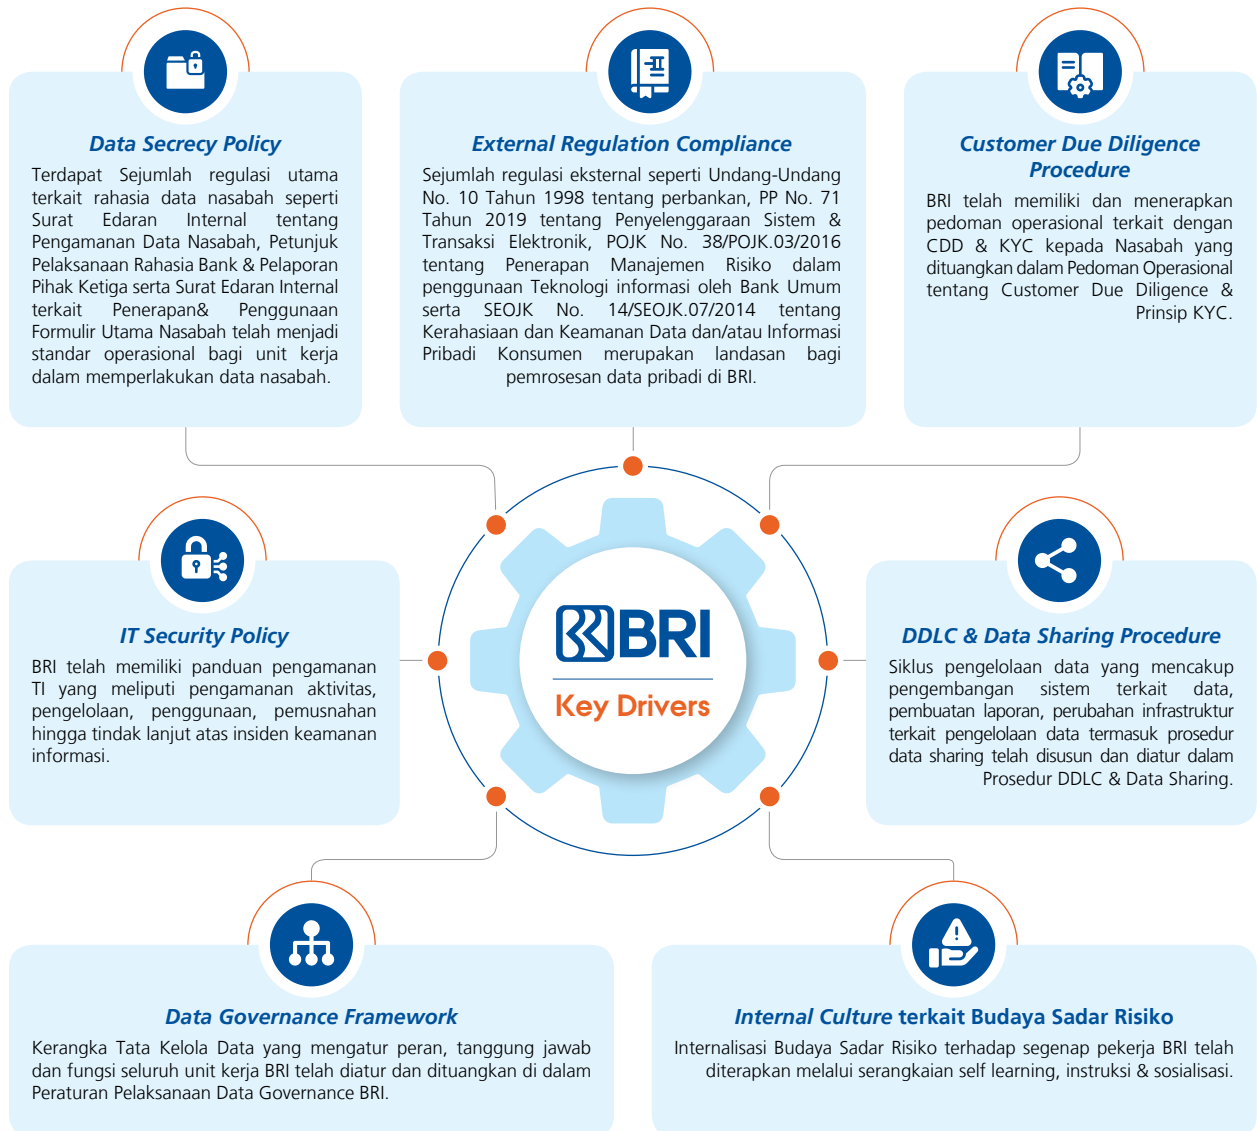 Data Secrecy Policy
Terdapat Sejumlah regulasi utama
terkait rahasia data nasabah seperti
Surat Edaran Internal tentang
Pengamanan Data Nasabah, Petunjuk
Pelaksanaan Rahasia Bank & Pelaporan
Pihak Ketiga serta Surat Edaran Internal
terkait Penerapan& Penggunaan
Formulir Utama Nasabah telah menjadi
standar operasional bagi unit kerja
dalam memperlakukan data nasabah.
External Regulation Compliance
Sejumlah regulasi eksternal seperti Undang-Undang
No. 10 Tahun 1998 tentang perbankan, PP No. 71
Tahun 2019 tentang Penyelenggaraan Sistem &
Transaksi Elektronik, POJK No. 38/POJK.03/2016
tentang Penerapan Manajemen Risiko dalam
penggunaan Teknologi informasi oleh Bank Umum
serta SEOJK No. 14/SEOJK.07/2014 tentang
Kerahasiaan dan Keamanan Data dan/atau Informasi
Pribadi Konsumen merupakan landasan bagi
pemrosesan data pribadi di BRI.
Customer Due Diligence
Procedure
BRI telah memiliki dan menerapkan
pedoman operasional terkait dengan
CDD & KYC kepada Nasabah yang
dituangkan dalam Pedoman Operasional
tentang Customer Due Diligence &
Prinsip KYC.
IT Security Policy
BRI telah memiliki panduan pengamanan
TI yang meliputi pengamanan aktivitas,
pengelolaan, penggunaan, pemusnahan
hingga tindak lanjut atas insiden keamanan
informasi.
BRI
Key Drivers
DDLC & Data Sharing Procedure
Siklus pengelolaan data yang mencakup
pengembangan sistem terkait data,
pembuatan laporan, perubahan infrastruktur
terkait pengelolaan data termasuk prosedur
data sharing telah disusun dan diatur dalam
Prosedur DDLC & Data Sharing.
Data Governance Framework
Kerangka Tata Kelola Data yang mengatur peran, tanggung jawab
dan fungsi seluruh unit kerja BRI telah diatur dan dituangkan di dalam
Peraturan Pelaksanaan Data Governance BRI.
Internal Culture terkait Budaya Sadar Risiko
Internalisasi Budaya Sadar Risiko terhadap segenap pekerja BRI telah
diterapkan melalui serangkaian self learning, instruksi & sosialisasi.